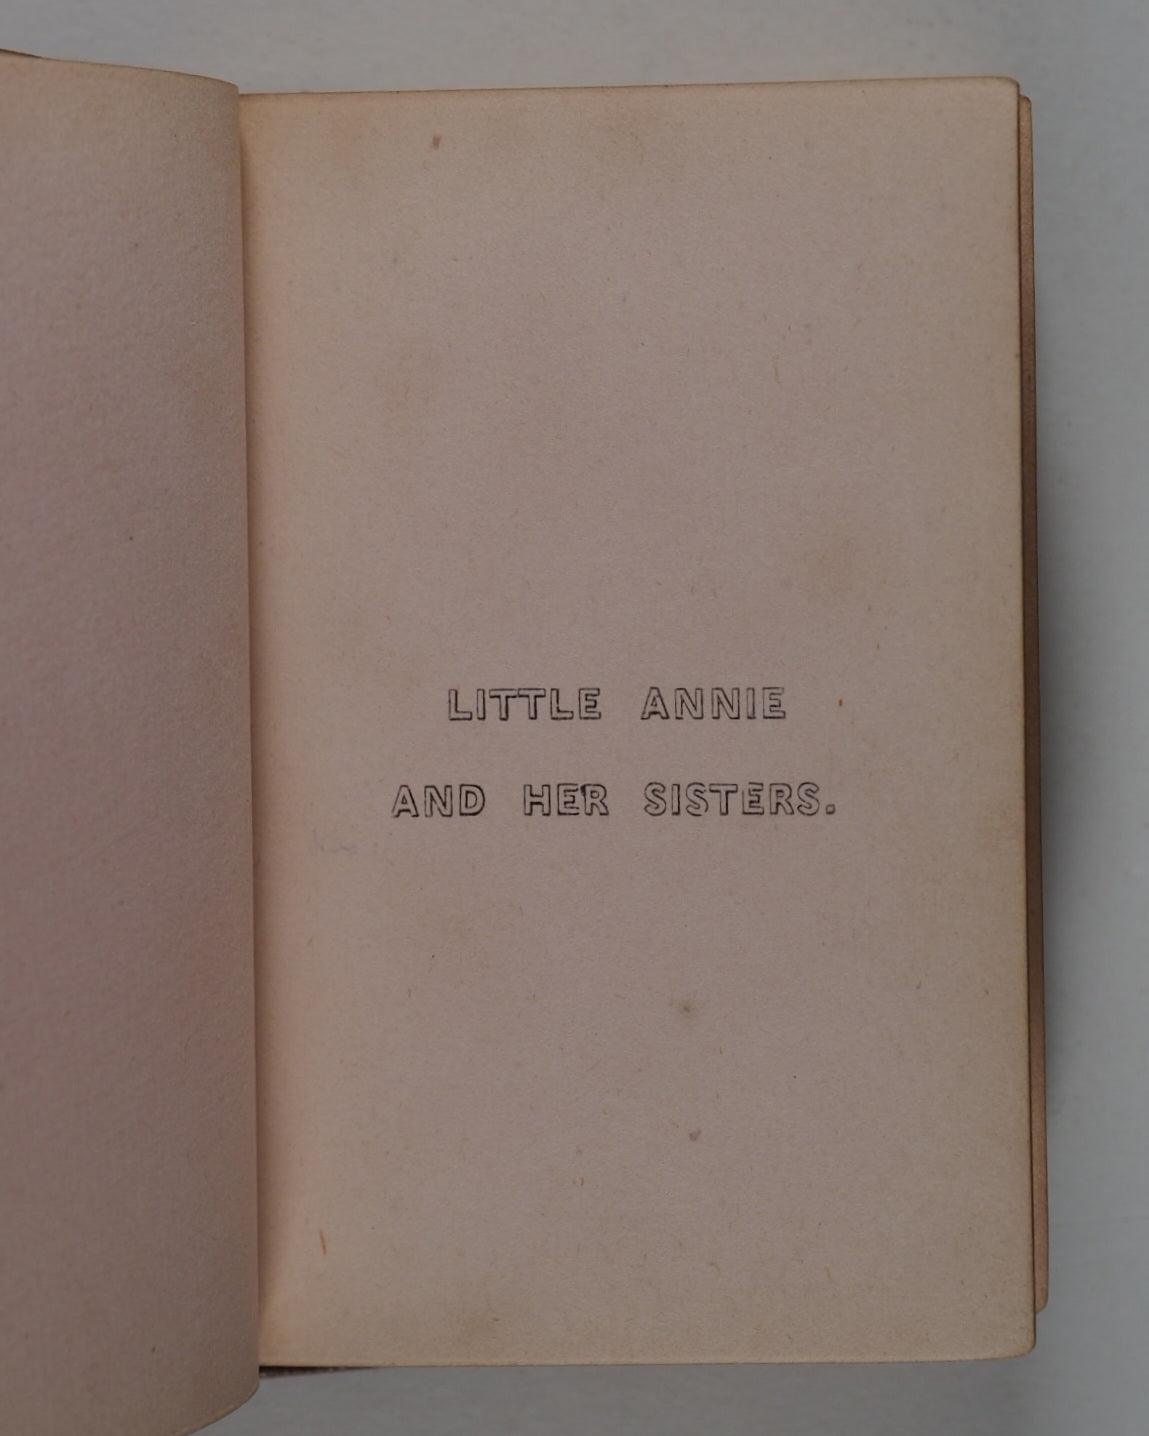 LITTLE ANNIE
AND HER SISTERS.